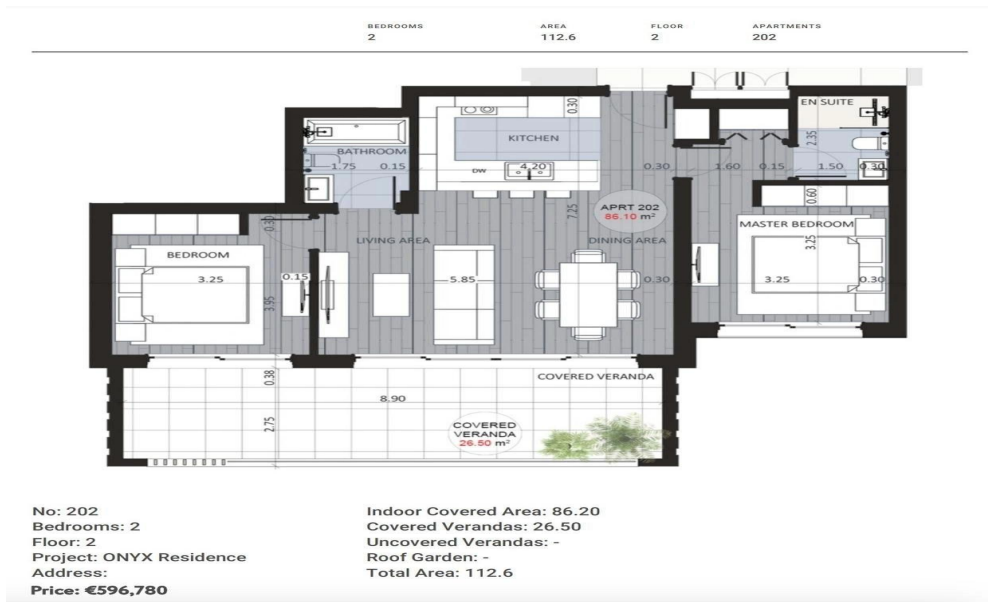 BEDROOMS AREA FLOOR APARTMENTS
2 112.6 2 202
EN SUITE
0.30
KITCHEN
2.35
BATHROOM
1.75 0.15
4.20
DW
0.30
1.60 0.15 1.50 0.30
0.60
APRT 202
86.10 m²
7.25
0.30
MASTER BEDROOM
LIVING AREA
DINING AREA
3.25
BEDROOM
3.25
0.15
5.85
0.30
3.25
0.30
3.95
0.38
COVERED VERANDA
8.90
2.75
COVERED
VERANDA
26.50 m²
No: 202
Bedrooms: 2
Floor: 2
Project: ONYX Residence
Address:
Price: €596,780
Indoor Covered Area: 86.20
Covered Verandas: 26.50
Uncovered Verandas: -
Roof Garden: -
Total Area: 112.6